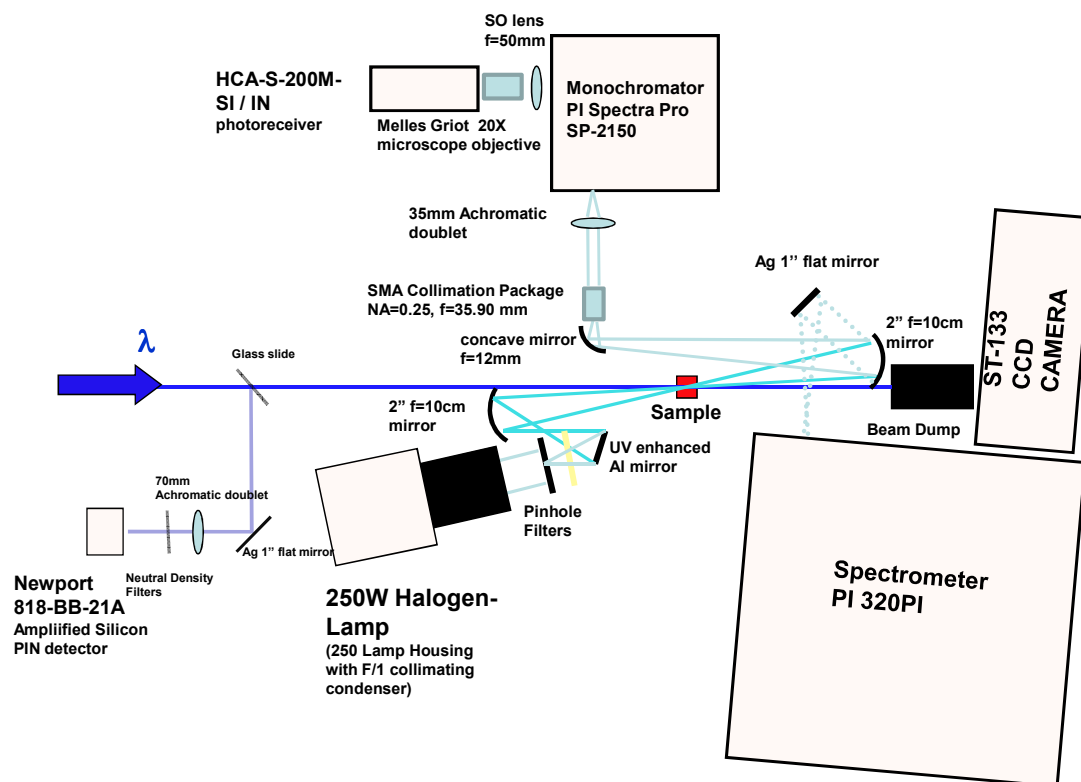 SO lens
f=50mm
HCA-S-200M-
SI / IN
photoreceiver
Melles Griot 20X
microscope objective
Monochromator
PI Spectra Pro
SP-2150
35mm Achromatic
doublet
Ag 1’’ flat mirror
SMA Collimation Package
NA=0.25, f=35.90 mm
concave mirror
f=12mm
2’’ f=10cm
mirror
ST-133
CCD
CAMERA
λ
Glass slide
2’’ f=10cm
mirror
Sample
Beam Dump
UV enhanced
Al mirror
Pinhole
Filters
70mm
Achromatic doublet
Ag 1’’ flat mirror
Neutral Density
Filters
Newport
818-BB-21A
Ampliified Silicon
PIN detector
250W Halogen-
Lamp
(250 Lamp Housing
with F/1 collimating
condenser)
Spectrometer
PI 320PI